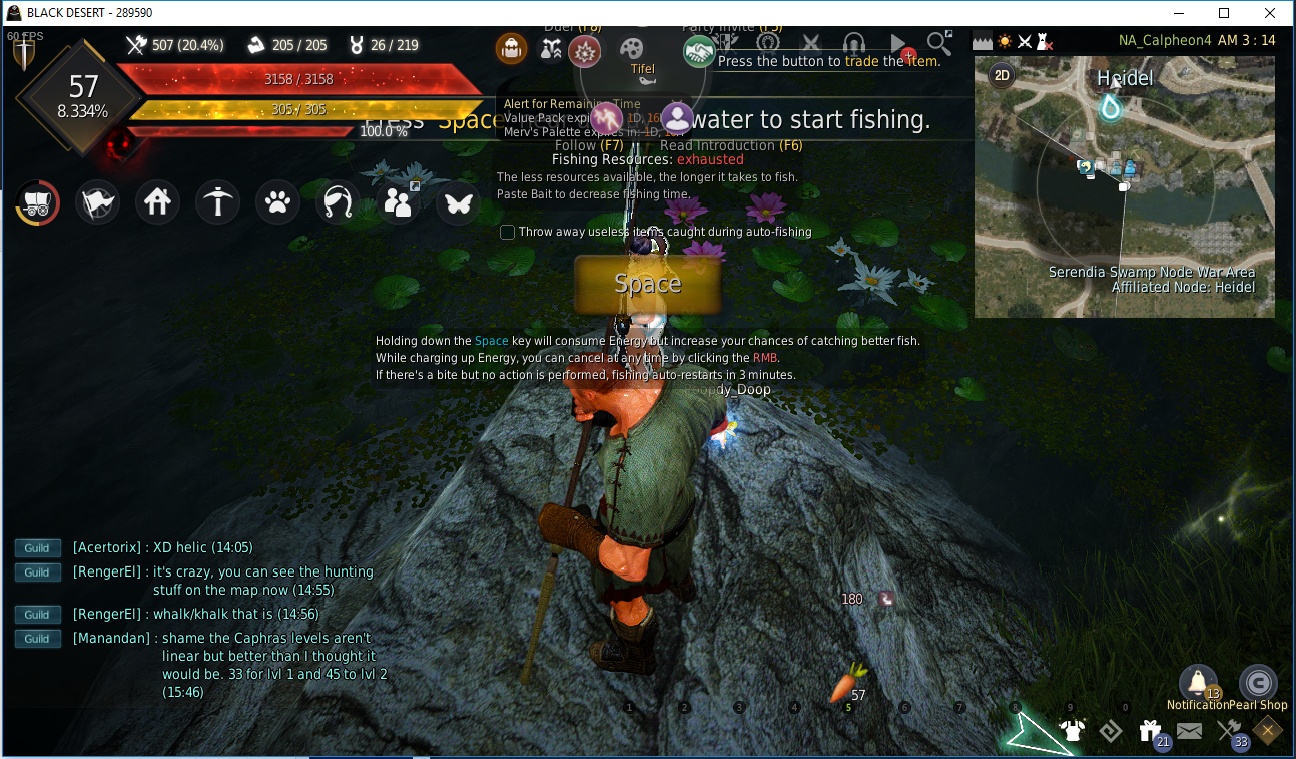 BLACK DESERT - 289590
60 FPS
507 (20.4%) 205 / 205 26 / 219
57
8.334%
3158 / 3158
305 / 305
100.0 %
Duel (F8) Party Invite (F5)
Tifel
Press the button to trade the item.
Alert for Remaining Time
Value Pack 1D,
Merv's Palette expires in: 1D,
Press Space water to start fishing.
Follow (F7) Read Introduction (F6)
Fishing Resources: exhausted
The less resources available, the longer it takes to fish.
Paste Bait to decrease fishing time.
Throw away useless items caught during auto-fishing
Space
Holding down the Space key will consume Energy but increase your chances of catching better fish.
While charging up Energy, you can cancel at any time by clicking the RMB.
If there's a bite but no action is performed, fishing auto-restarts in 3 minutes.
dy_Doop
NA_Calpheon4 AM 3 : 14
2D
Heidel
Serendia Swamp Node War Area
Affiliated Node: Heidel
Guild [Acertorix] : XD helic (14:05)
Guild [RengerEl] : it's crazy, you can see the hunting
stuff on the map now (14:55)
Guild [RengerEl] : whalk/khalk that is (14:56)
Guild [Manandan] : shame the Caphras levels aren't
linear but better than I thought it
would be. 33 for lvl 1 and 45 to lvl 2
(15:46)
180
57
1 2 3 4 5 6 7 8 9 0
13
Notification Pearl Shop
21 33